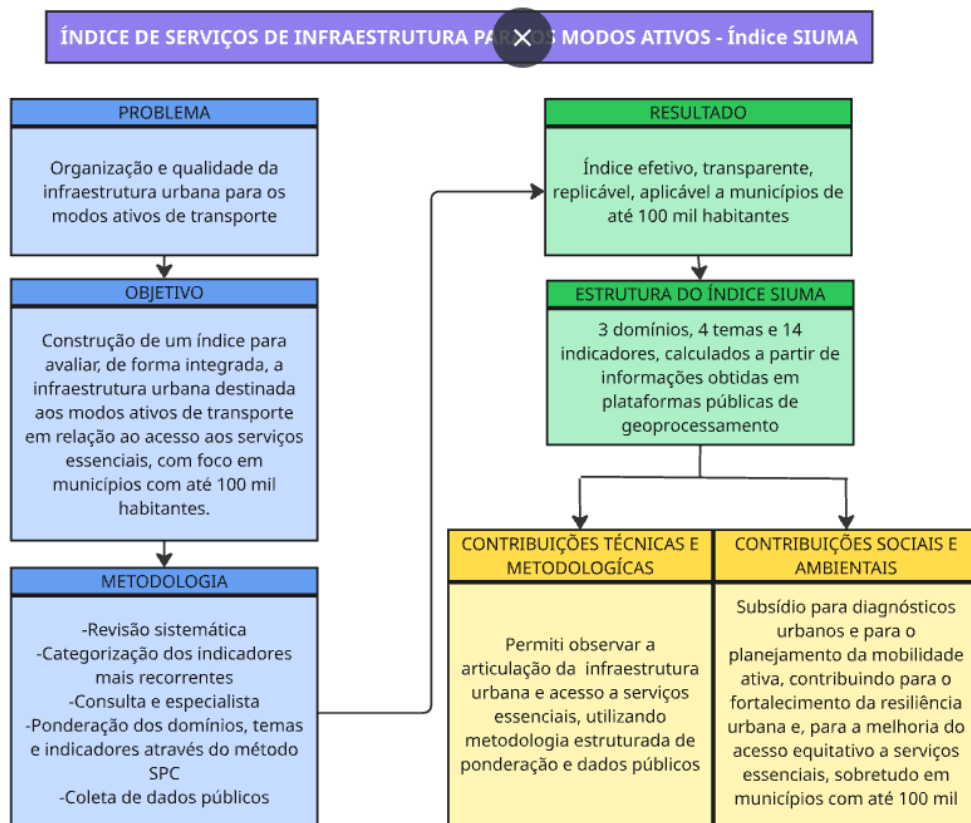 ÍNDICE DE SERVIÇOS DE INFRAESTRUTURA OS MODOS ATIVOS - Índice SIUMA
PROBLEMA
Organização e qualidade da
infraestrutura urbana para os
modos ativos de transporte
OBJETIVO
Construção de um índice para
avaliar, de forma integrada, a
infraestrutura urbana destinada
aos modos ativos de transporte
em relação ao acesso aos serviços
essenciais, com foco em
municípios com até 100 mil
habitantes.
METODOLOGIA
-Revisão sistemática
-Categorização dos indicadores
mais recorrentes
-Consulta e especialista
-Ponderação dos domínios, temas
e indicadores através do método
SPC
-Coleta de dados públicos
RESULTADO
Índice efetivo, transparente,
replicável, aplicável a municípios de
até 100 mil habitantes
ESTRUTURA DO ÍNDICE SIUMA
3 domínios, 4 temas e 14
indicadores, calculados a partir de
informações obtidas em
plataformas públicas de
geoprocessamento
CONTRIBUIÇÕES TÉCNICAS E
METODOLOGÍCAS
Permiti observar a
articulação da infraestrutura
urbana e acesso a serviços
essenciais, utilizando
metodologia estruturada de
ponderação e dados públicos
CONTRIBUIÇÕES SOCIAIS E
AMBIENTAIS
Subsídio para diagnósticos
urbanos e para o
planejamento da mobilidade
ativa, contribuindo para o
fortalecimento da resiliência
urbana e, para a melhoria do
acesso equitativo a serviços
essenciais, sobretudo em
municípios com até 100 mil